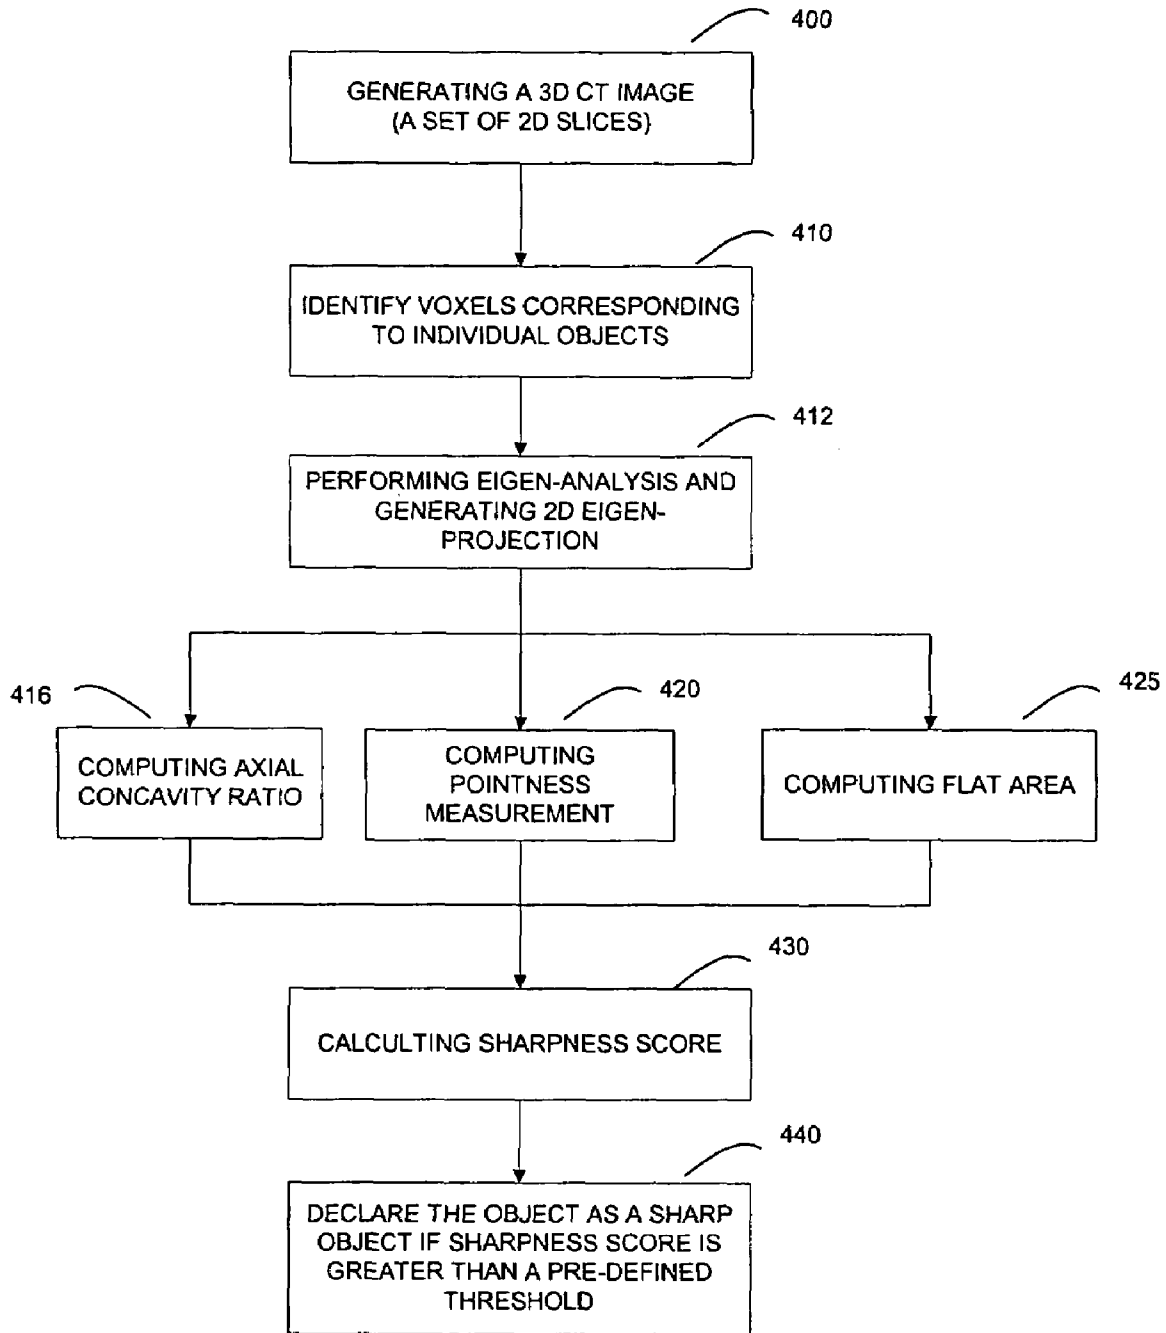 400
GENERATING A 3D CT IMAGE
(A SET OF 2D SLICES)
410
IDENTIFY VOXELS CORRESPONDING
TO INDIVIDUAL OBJECTS
412
PERFORMING EIGEN-ANALYSIS AND
GENERATING 2D EIGEN-
PROJECTION
416
COMPUTING AXIAL
CONCAVITY RATIO
420
COMPUTING
POINTNESS
MEASUREMENT
425
COMPUTING FLAT AREA
430
CALCULTING SHARPNESS SCORE
440
DECLARE THE OBJECT AS A SHARP
OBJECT IF SHARPNESS SCORE IS
GREATER THAN A PRE-DEFINED
THRESHOLD